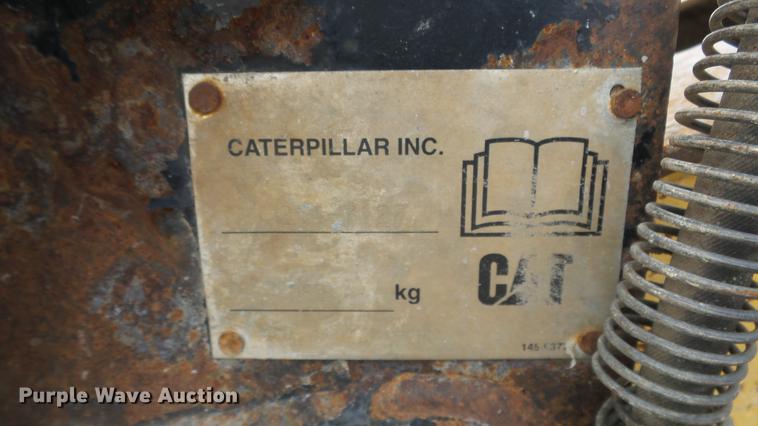 CATERPILLAR INC.
CAT
kg
Purple Wave Auction